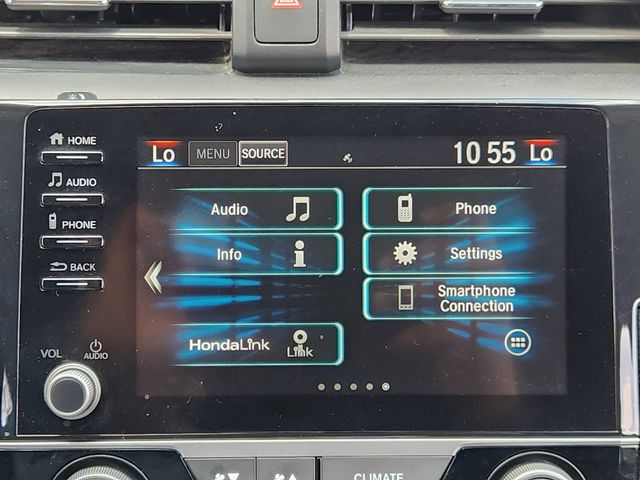 HOME
Lo
MENU
SOURCE
10 55
Lo
AUDIO
PHONE
BACK
Audio
Phone
Info
Settings
Smartphone
Connection
HondaLink
Link
VOL
AUDIO
CLIMATE